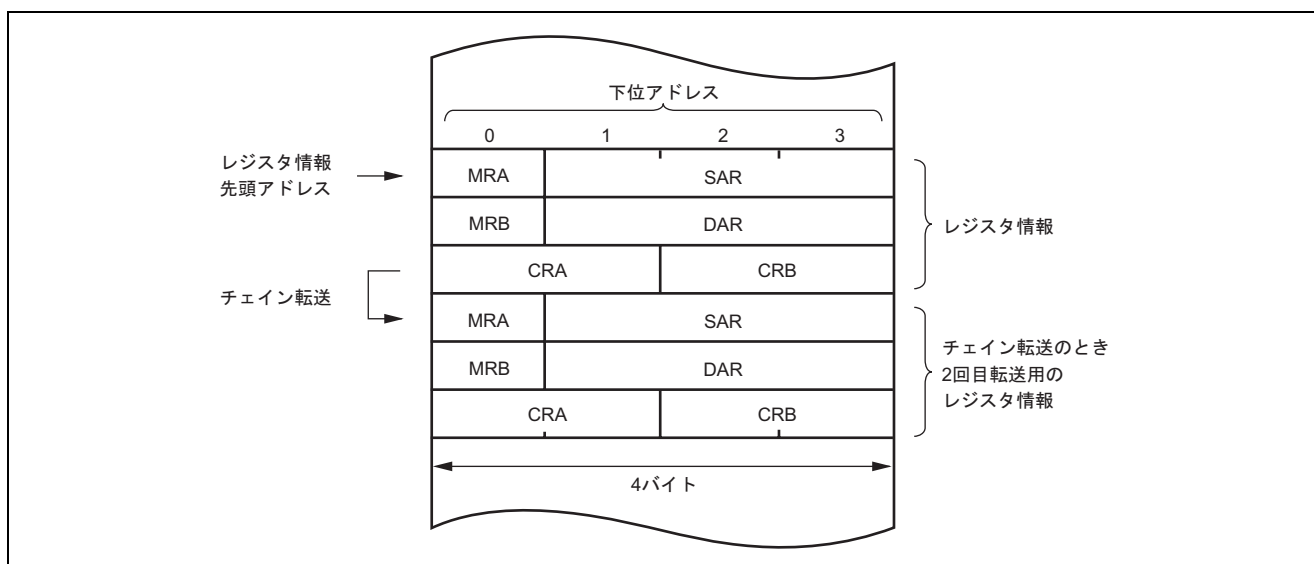 下位アドレス
0 1 2 3
レジスタ情報
先頭アドレス
MRA SAR
MRB DAR
レジスタ情報
CRA CRB
チェイン転送
MRA SAR
MRB DAR
チェイン転送のとき
2回目転送用の
レジスタ情報
CRA CRB
4バイト